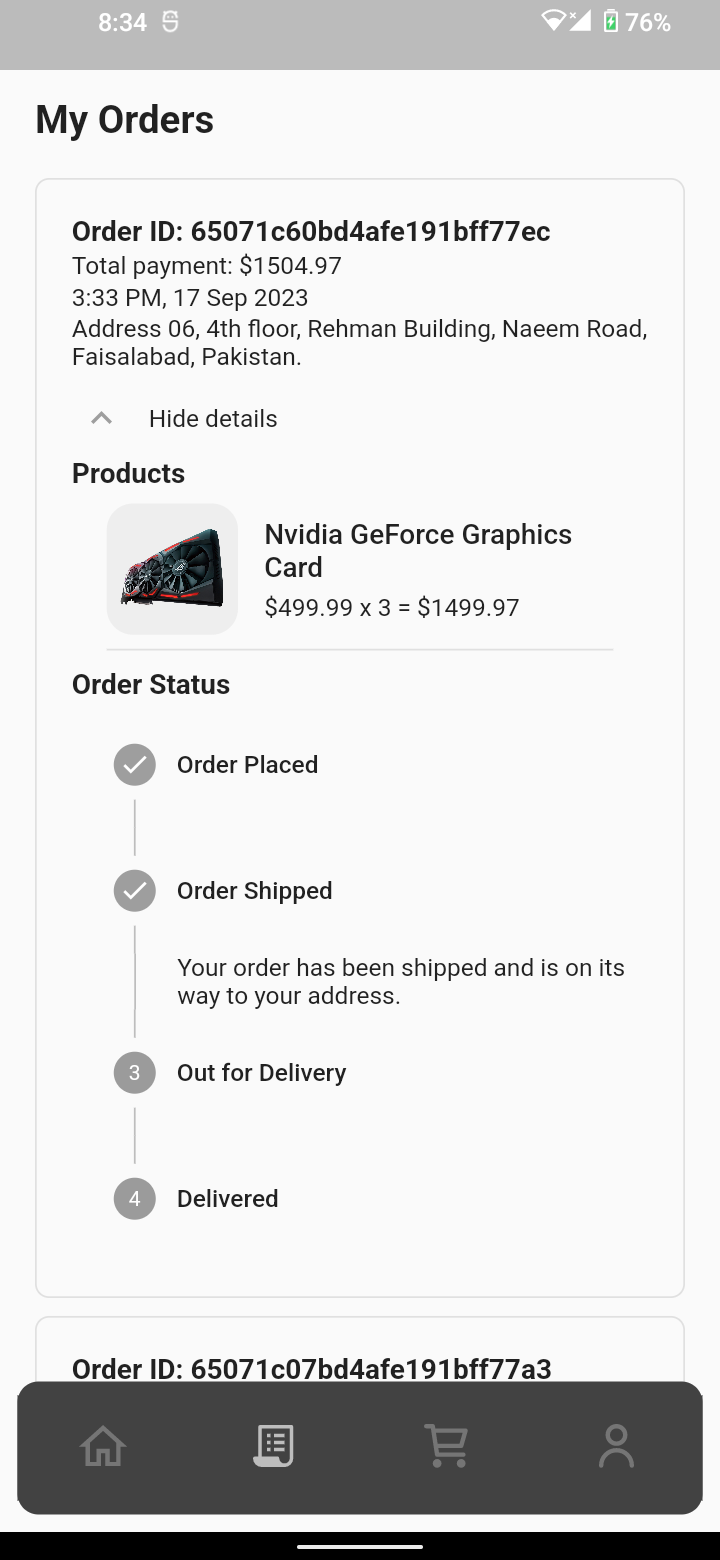 8:34
76%
My Orders
Order ID: 65071c60bd4afe191bff77ec
Total payment: $1504.97
3:33 PM, 17 Sep 2023
Address 06, 4th floor, Rehman Building, Naeem Road,
Faisalabad, Pakistan.
Hide details
Products
Nvidia GeForce Graphics
Card
$499.99 x 3 = $1499.97
Order Status
Order Placed
Order Shipped
Your order has been shipped and is on its
way to your address.
3 Out for Delivery
4 Delivered
Order ID: 65071c07bd4afe191bff77a3